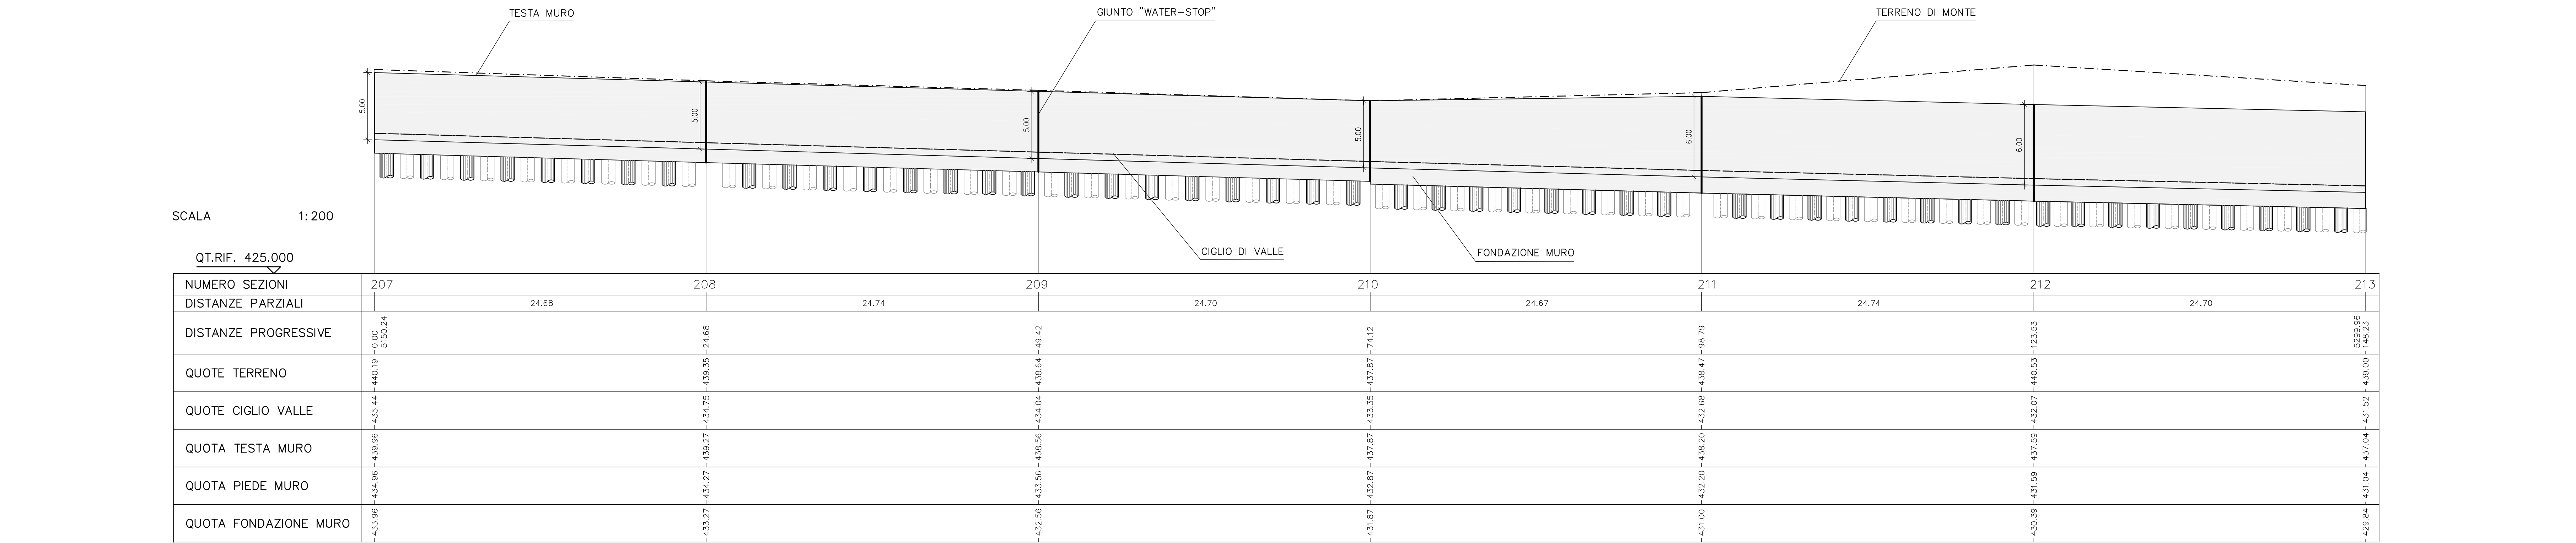 TESTA MURO
GIUNTO "WATER-STOP"
TERRENO DI MONTE
5.00
5.00
5.00
5.00
6.00
6.00
CIGLIO DI VALLE
FONDAZIONE MURO
SCALA 1:200
QT.RIF. 425.000
NUMERO SEZIONI 207 208 209 210 211 212 213
DISTANZE PARZIALI 24.68 24.74 24.70 24.67 24.74 24.70
DISTANZE PROGRESSIVE 0.00 5150.24 24.68 49.42 74.12 98.79 123.53 5299.96 148.23
QUOTE TERRENO 440.19 439.35 438.64 437.87 438.47 440.53 439.00
QUOTE CIGLIO VALLE 435.44 434.75 434.04 433.35 432.68 432.07 431.52
QUOTA TESTA MURO 439.96 439.27 438.56 437.87 438.20 437.59 437.04
QUOTA PIEDE MURO 434.96 434.27 433.56 432.87 432.20 431.59 431.04
QUOTA FONDAZIONE MURO 433.96 433.27 432.56 431.87 431.00 430.39 429.84